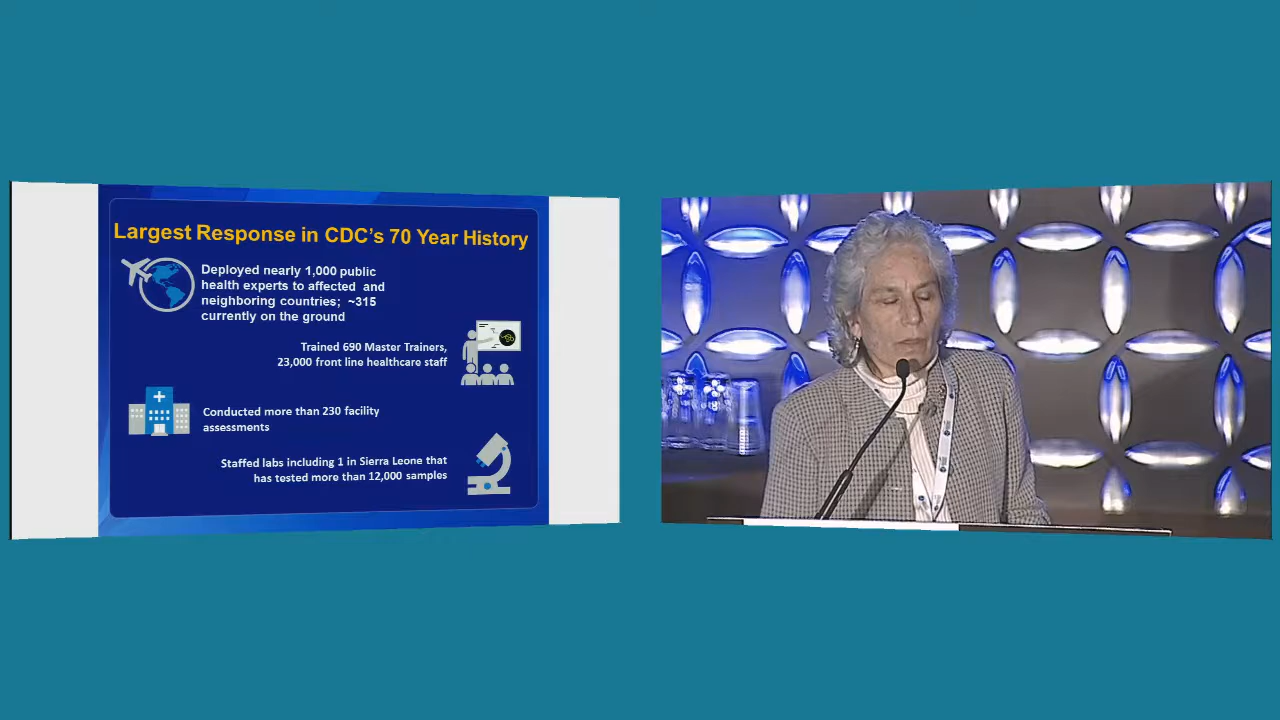 Largest Response in CDC's 70 Year History
Deployed nearly 1,000 public
health experts to affected and
neighboring countries; ~315
currently on the ground
Trained 690 Master Trainers,
23,000 front line healthcare staff
Conducted more than 230 facility
assessments
Staffed labs including 1 in Sierra Leone that
has tested more than 12,000 samples